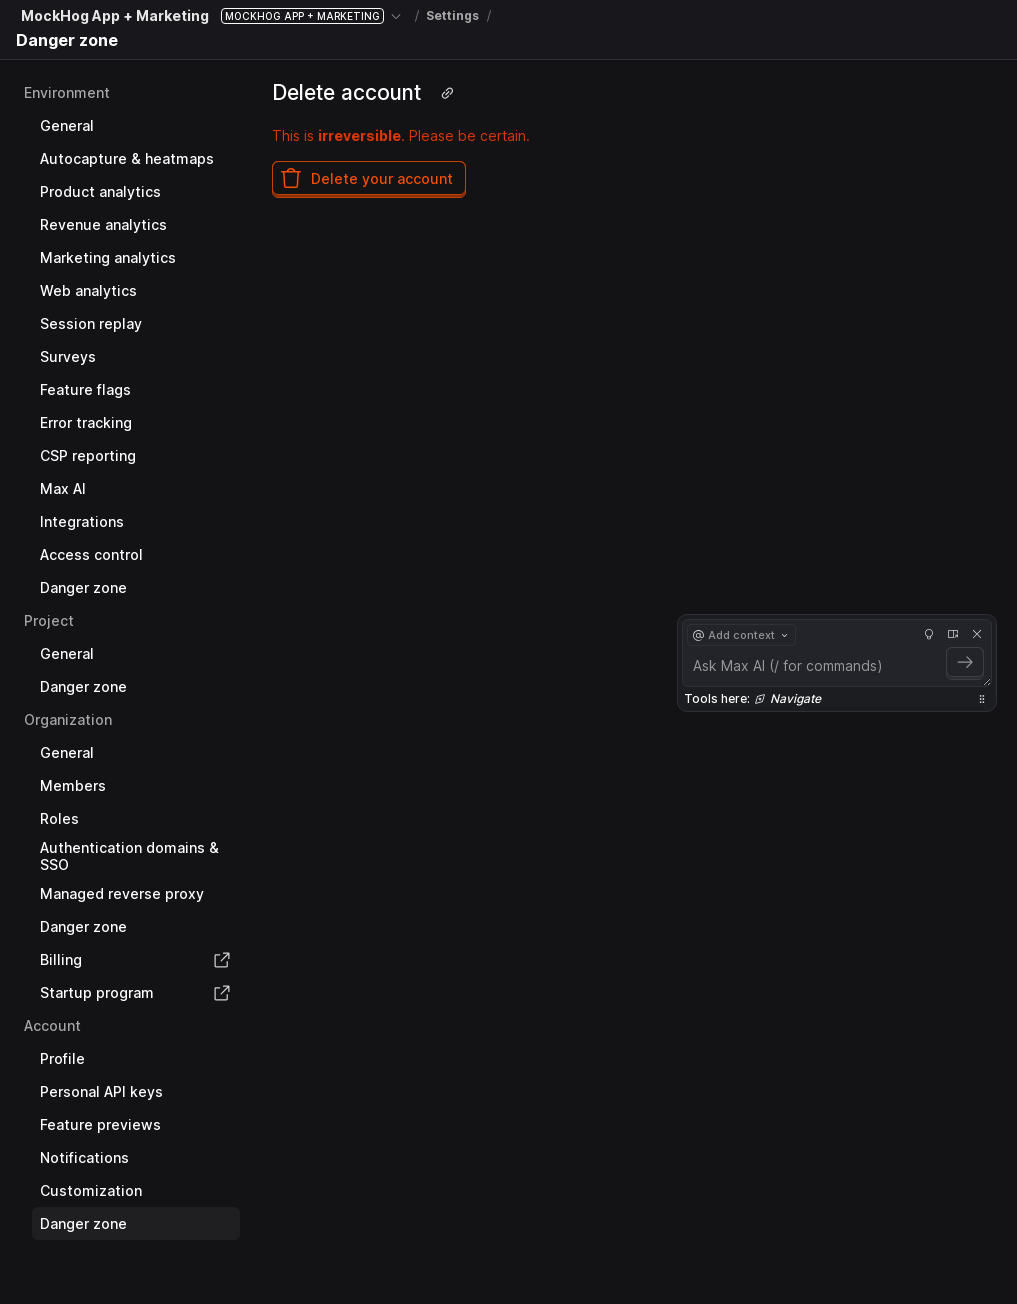 MockHog App + Marketing MOCKHOG APP + MARKETING / Settings /
Danger zone
Environment
General
Autocapture & heatmaps
Product analytics
Revenue analytics
Marketing analytics
Web analytics
Session replay
Surveys
Feature flags
Error tracking
CSP reporting
Max AI
Integrations
Access control
Danger zone
Project
General
Danger zone
Organization
General
Members
Roles
Authentication domains &
SSO
Managed reverse proxy
Danger zone
Billing
Startup program
Account
Profile
Personal API keys
Feature previews
Notifications
Customization
Danger zone
Delete account
This is irreversible. Please be certain.
Delete your account
@ Add context
Ask Max AI (/ for commands)
Tools here: Navigate